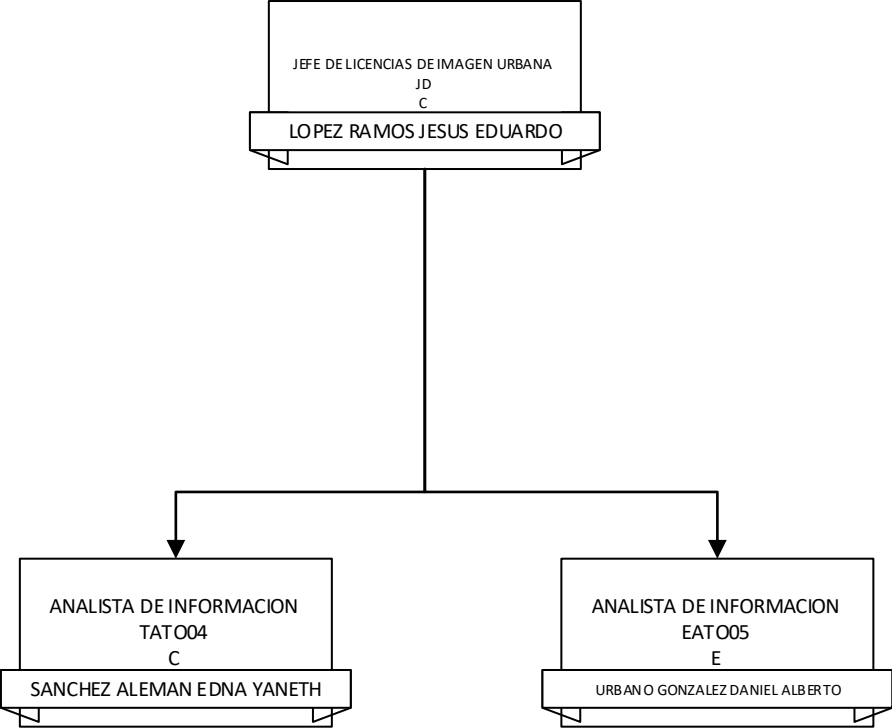 JEFE DE LICENCIAS DE IMAGEN URBANA
JD
C
LOPEZ RAMOS JESUS EDUARDO
ANALISTA DE INFORMACION
TATO04
C
SANCHEZ ALEMAN EDNA YANETH
ANALISTA DE INFORMACION
EATO05
E
URBANO GONZALEZ DANIEL ALBERTO